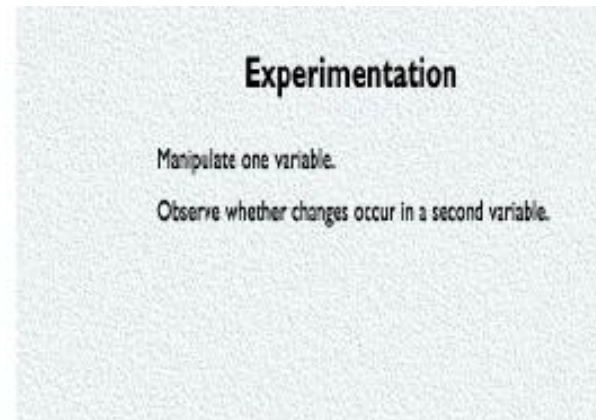 Experimentation
Manipulate one variable.
Observe whether changes occur in a second variable.